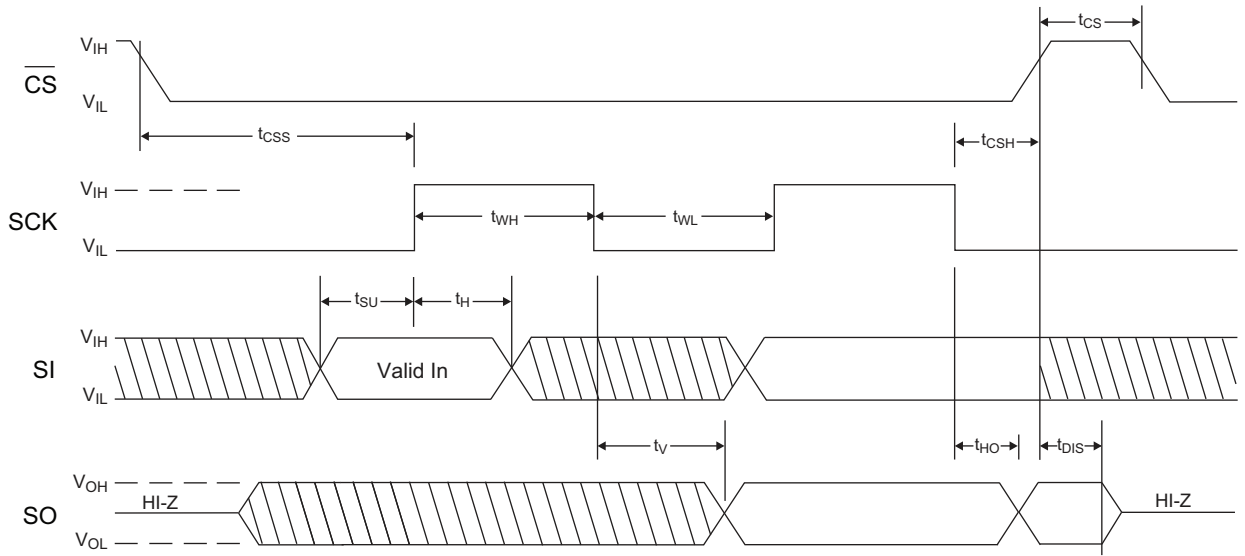 tCS
VIH
CS
VIL
tCSS
tCSH
VIH
SCK
tWH
tWL
VIL
tSU
tH
VIH
SI
Valid In
VIL
tV
tHO
tDIS
VOH
HI-Z
HI-Z
SO
VOL